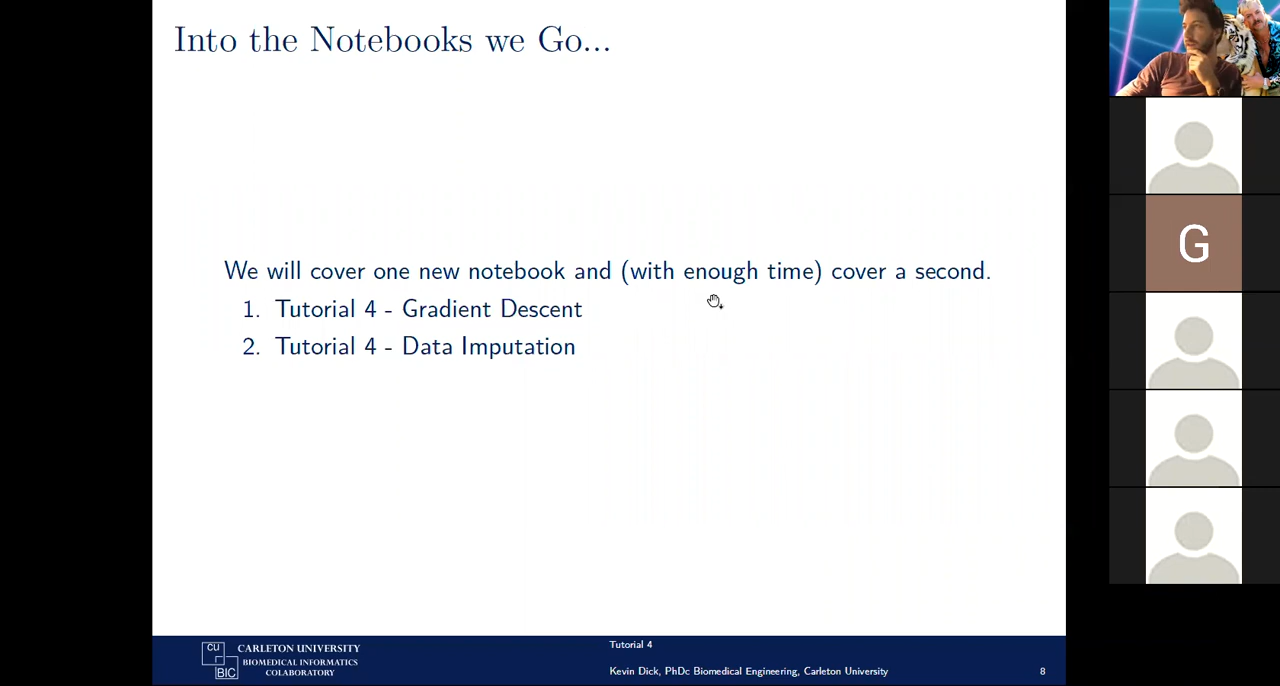 Into the Notebooks we Go...
We will cover one new notebook and (with enough time) cover a second.
1. Tutorial 4 - Gradient Descent
2. Tutorial 4 - Data Imputation
G
CU
BIC
CARLETON UNIVERSITY
BIOMEDICAL INFORMATICS
COLABORATORY
Tutorial 4
Kevin Dick, PhDc Biomedical Engineering, Carleton University
8